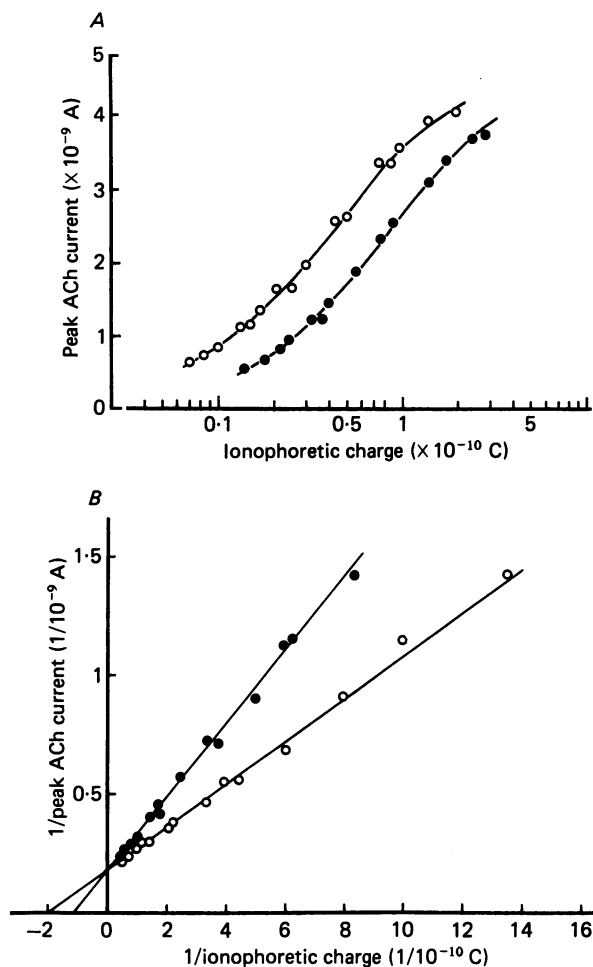 A
Peak ACh current (× 10⁻⁹ A)
5
4
3
2
1
0
0·1 0·5 1 5
Ionophoretic charge (× 10⁻¹⁰ C)
B
1/peak ACh current (1/10⁻⁹ A)
1·5
1
0·5
−2 0 2 4 6 8 10 12 14 16
1/ionophoretic charge (1/10⁻¹⁰ C)